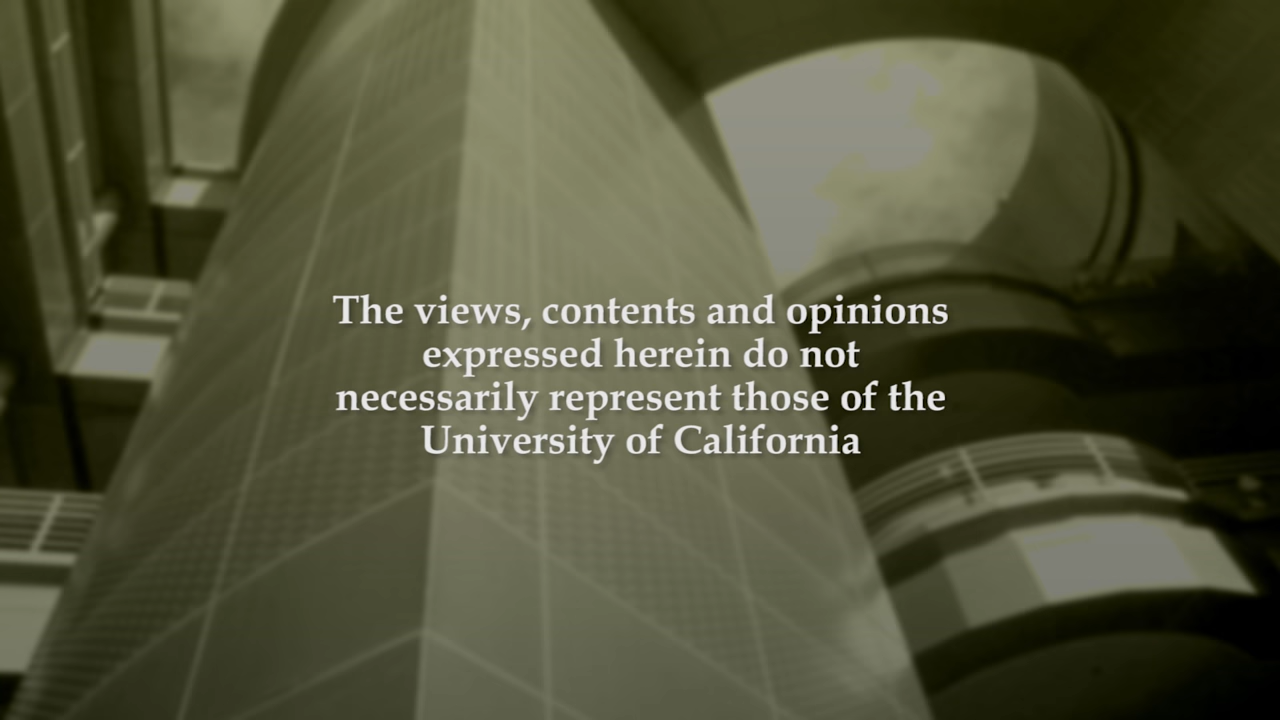 The views, contents and opinions
expressed herein do not
necessarily represent those of the
University of California